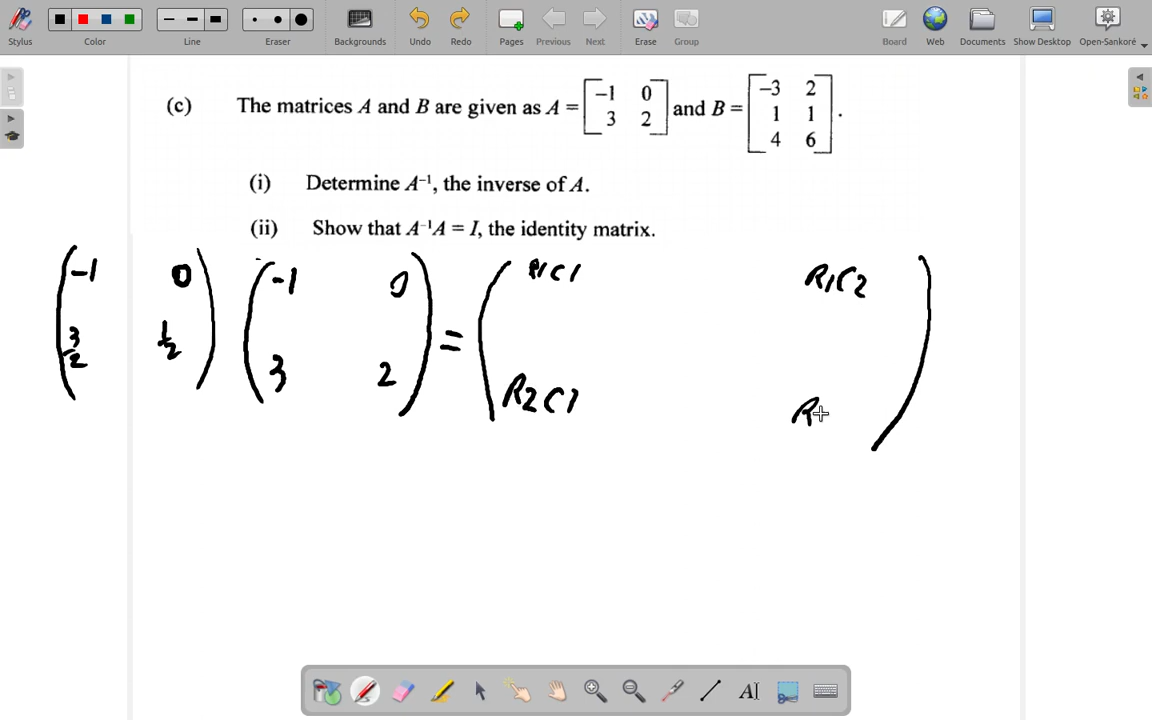 Stylus Color Line Eraser Backgrounds Undo Redo Pages Previous Next Erase Group Board Web Documents Show Desktop Open-Sankoré
(c) The matrices A and B are given as A = [−1 0; 3 2] and B = [−3 2; 1 1; 4 6].
(i) Determine A⁻¹, the inverse of A.
(ii) Show that A⁻¹A = I, the identity matrix.
(−1 0) (−1 0) = (R1C1 R1C2)
(3/2 1/2) (3 2) (R2C1 R)
AI